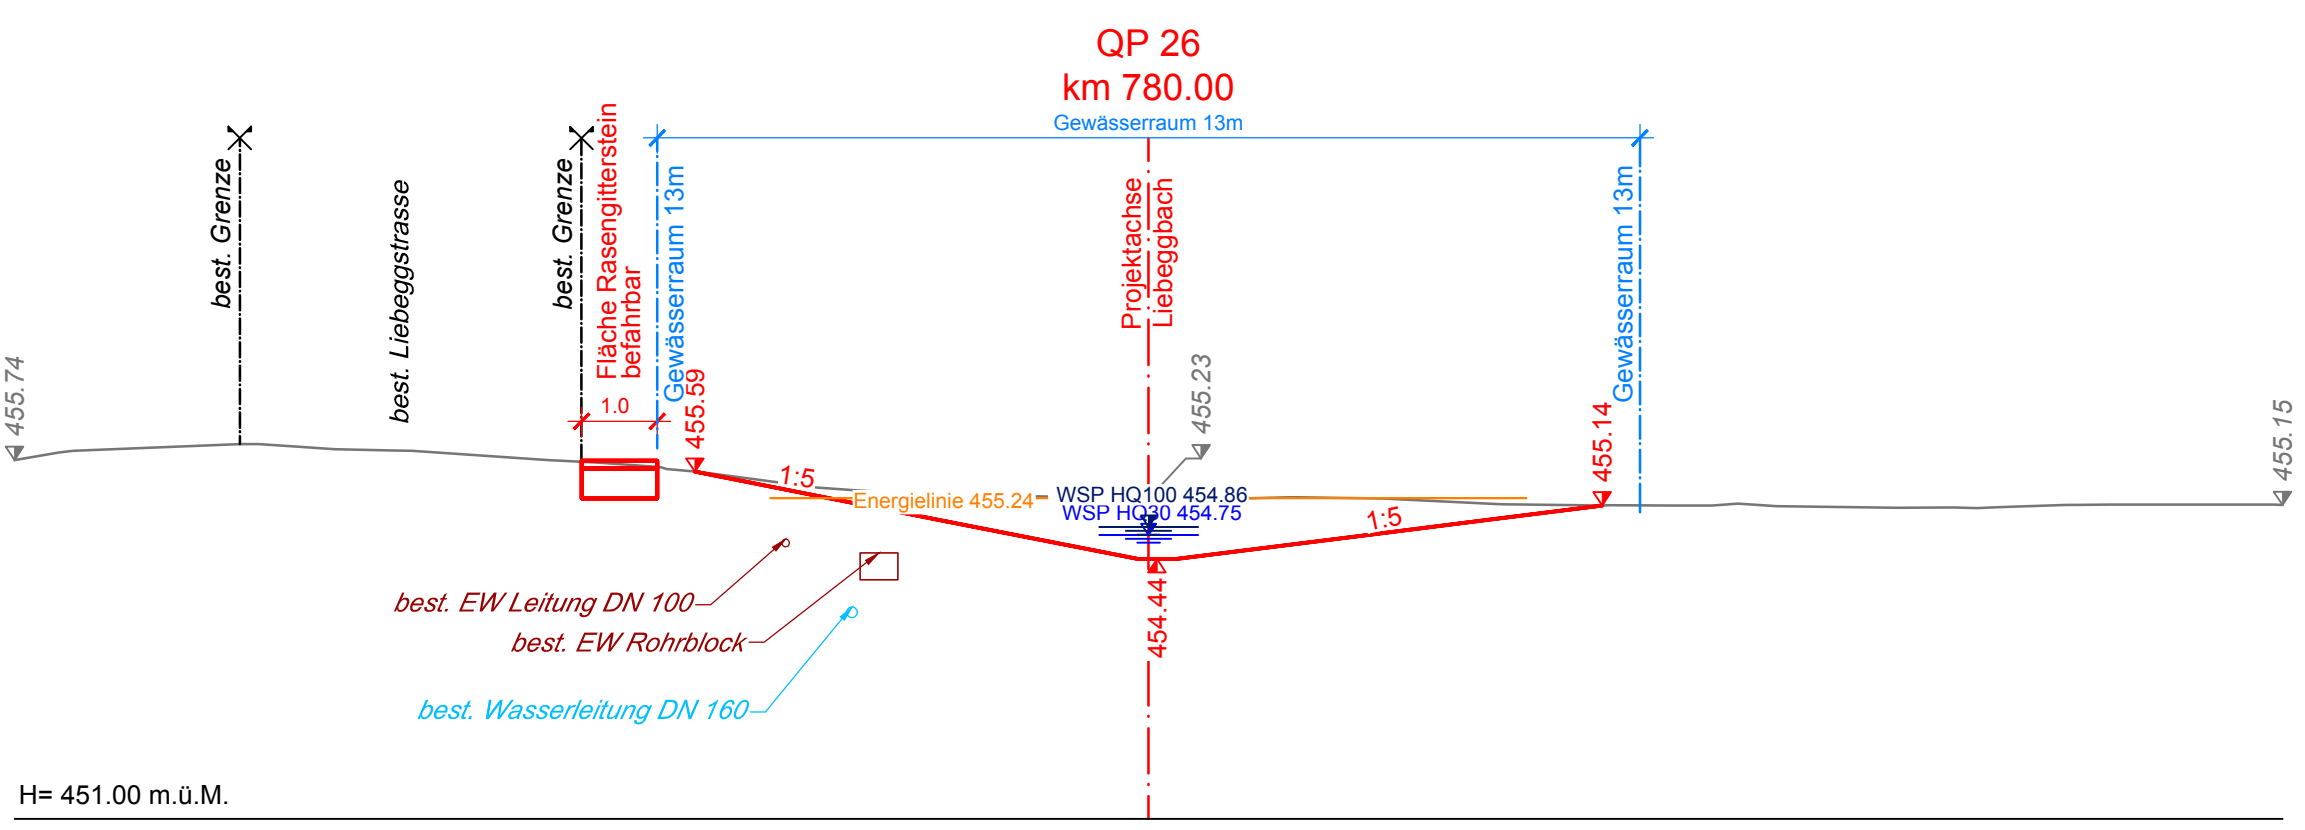 QP 26
km 780.00
Gewässerraum 13m
best. Grenze
best. Liebeggstrasse
best. Grenze
Fläche Rasengitterstein
befahrbar
Gewässerraum 13m
Projektachse
Liebeggbach
Gewässerraum 13m
455.74
1.0
455.59
455.23
455.14
455.15
1:5
Energielinie 455.24
WSP HQ100 454.86
WSP HQ30 454.75
1:5
454.44
best. EW Leitung DN 100
best. EW Rohrblock
best. Wasserleitung DN 160
H= 451.00 m.ü.M.